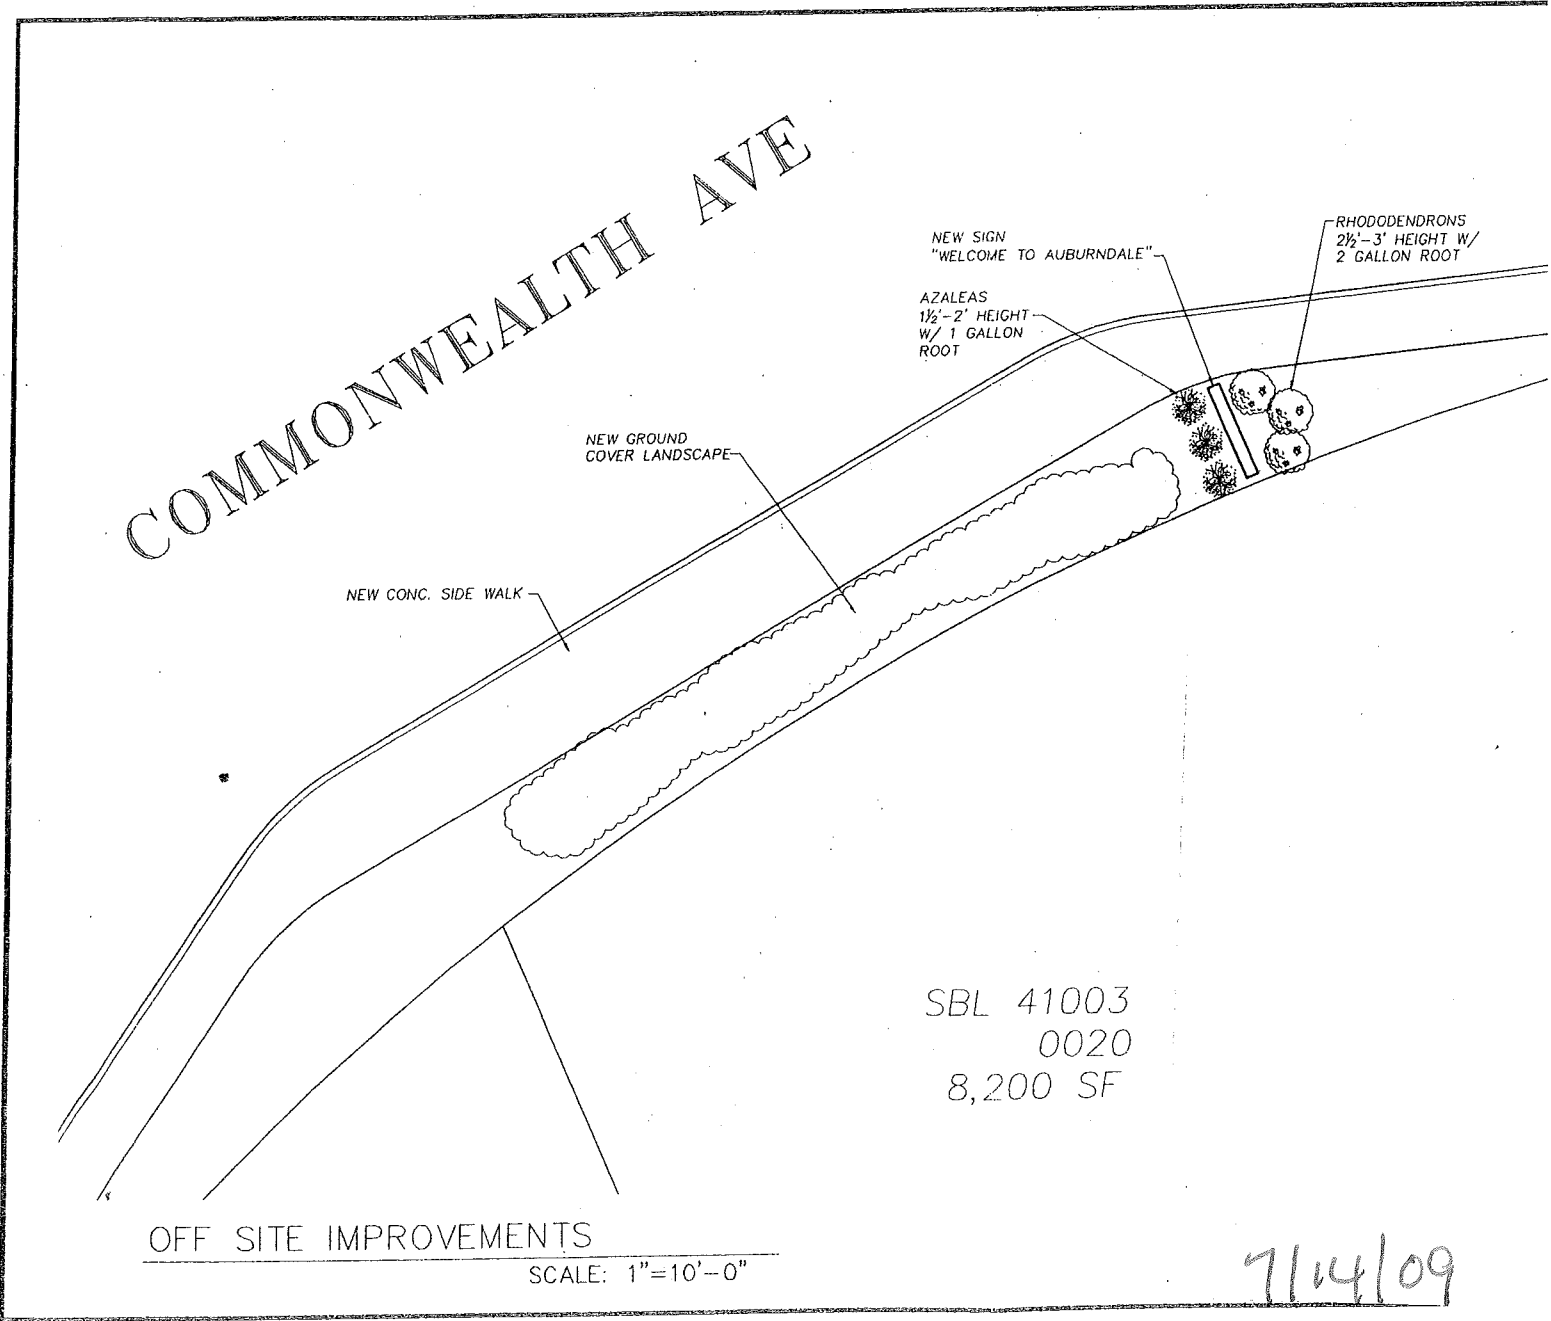 COMMONWEALTH AVE
NEW SIGN
"WELCOME TO AUBURNDALE"
RHODODENDRONS
2½'-3' HEIGHT W/
2 GALLON ROOT
AZALEAS
1½'-2' HEIGHT
W/ 1 GALLON
ROOT
NEW GROUND
COVER LANDSCAPE
NEW CONC. SIDE WALK
SBL 41003
0020
8,200 SF
OFF SITE IMPROVEMENTS
SCALE: 1"=10'-0"
7/14/09